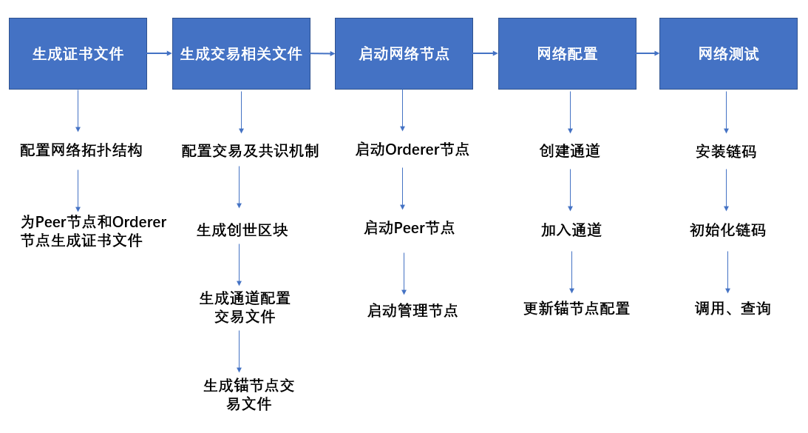 生成证书文件
生成交易相关文件
启动网络节点
网络配置
网络测试
配置网络拓扑结构
为Peer节点和Orderer
节点生成证书文件
配置交易及共识机制
生成创世区块
生成通道配置
交易文件
生成锚节点交
易文件
启动Orderer节点
启动Peer节点
启动管理节点
创建通道
加入通道
更新锚节点配置
安装链码
初始化链码
调用、查询